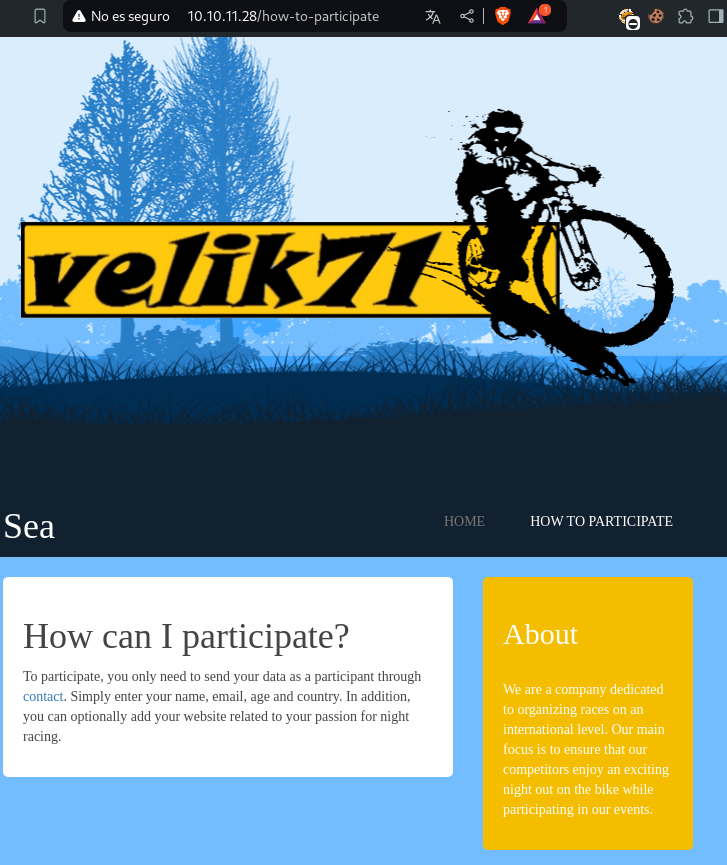 No es seguro 10.10.11.28/how-to-participate
1
velik71
Sea
HOME
HOW TO PARTICIPATE
How can I participate?
To participate, you only need to send your data as a participant through
contact. Simply enter your name, email, age and country. In addition,
you can optionally add your website related to your passion for night
racing.
About
We are a company dedicated
to organizing races on an
international level. Our main
focus is to ensure that our
competitors enjoy an exciting
night out on the bike while
participating in our events.